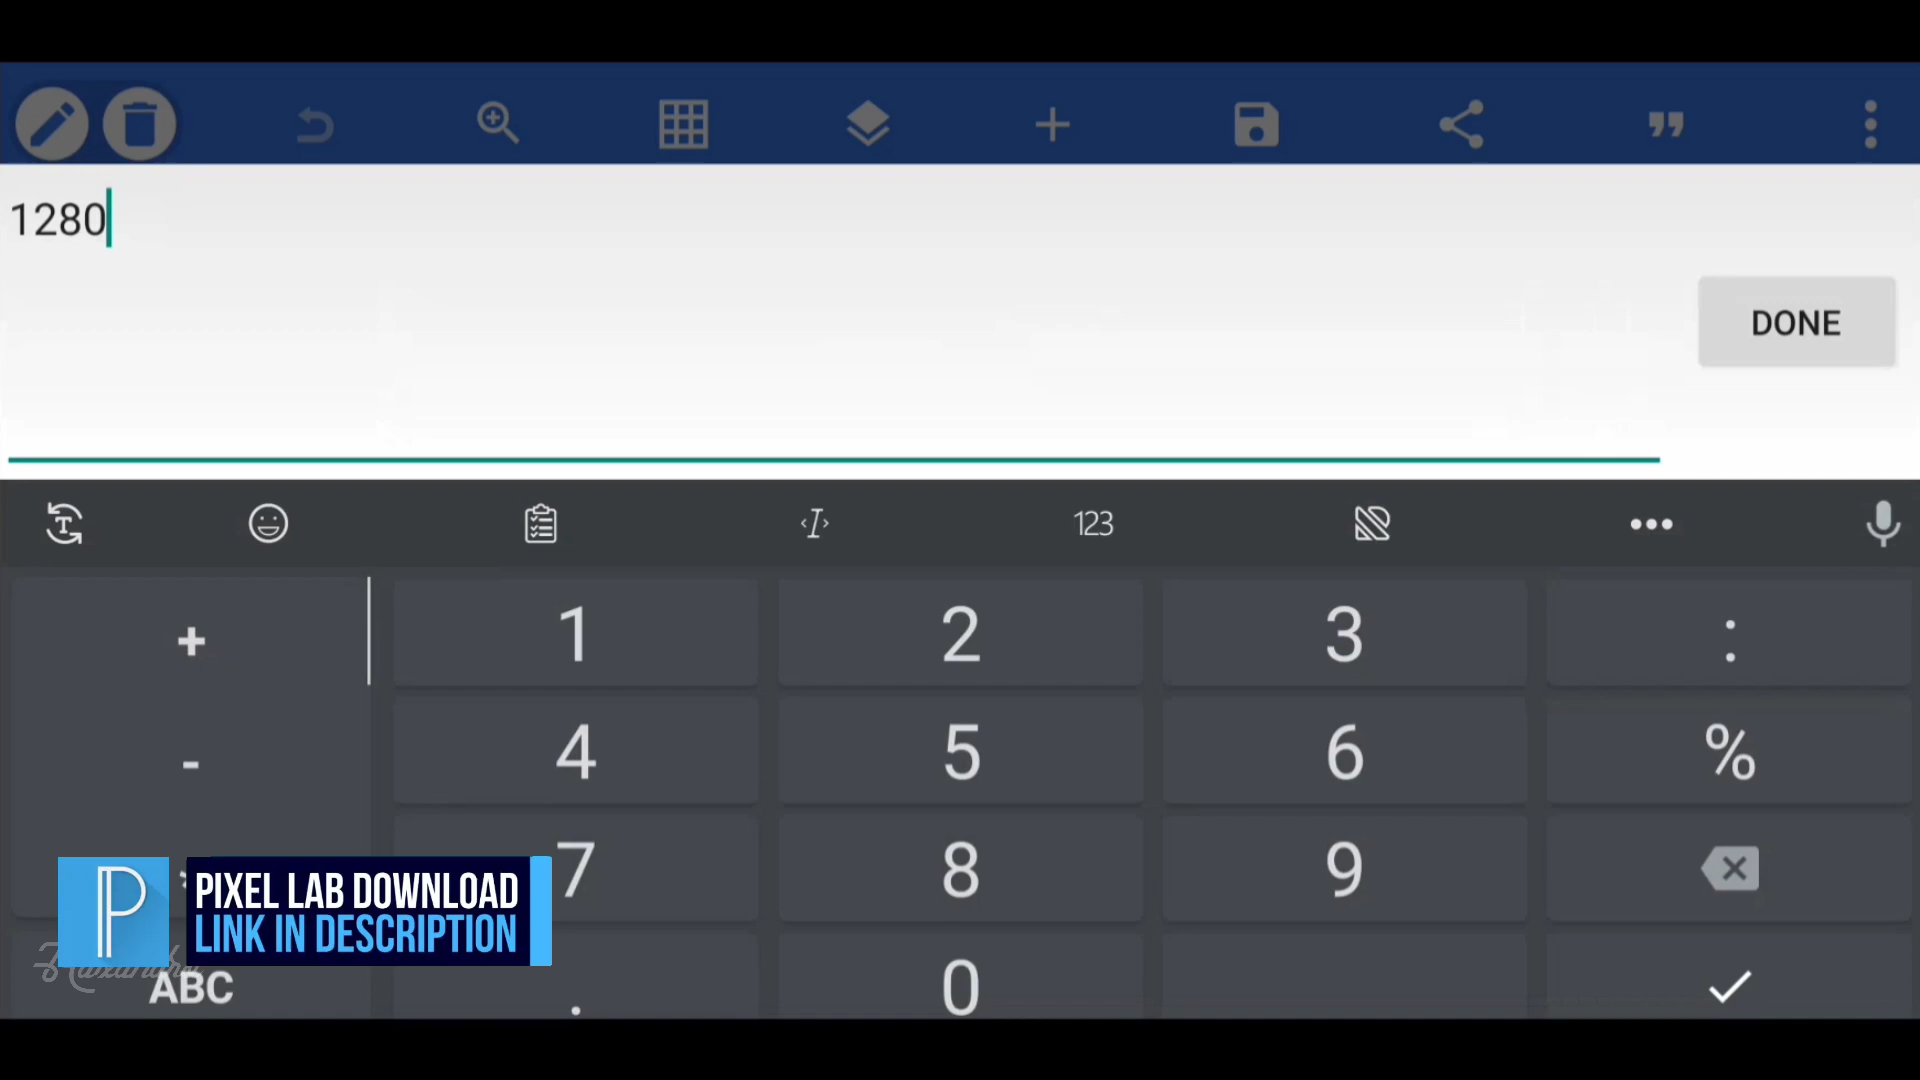 1280
DONE
123
+ 1 2 3 :
- 4 5 6 %
7 8 9
PIXEL LAB DOWNLOAD
LINK IN DESCRIPTION
ABC . 0